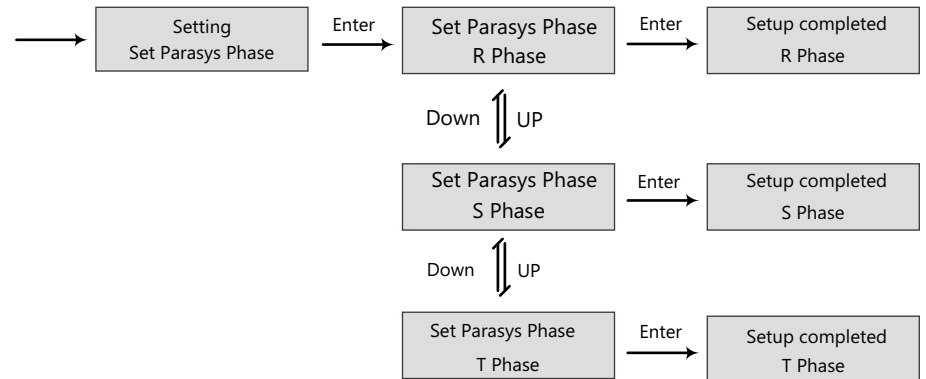 Setting
Set Parasys Phase
Enter
Set Parasys Phase
R Phase
Enter
Setup completed
R Phase
Down
UP
Set Parasys Phase
S Phase
Enter
Setup completed
S Phase
Down
UP
Set Parasys Phase
T Phase
Enter
Setup completed
T Phase